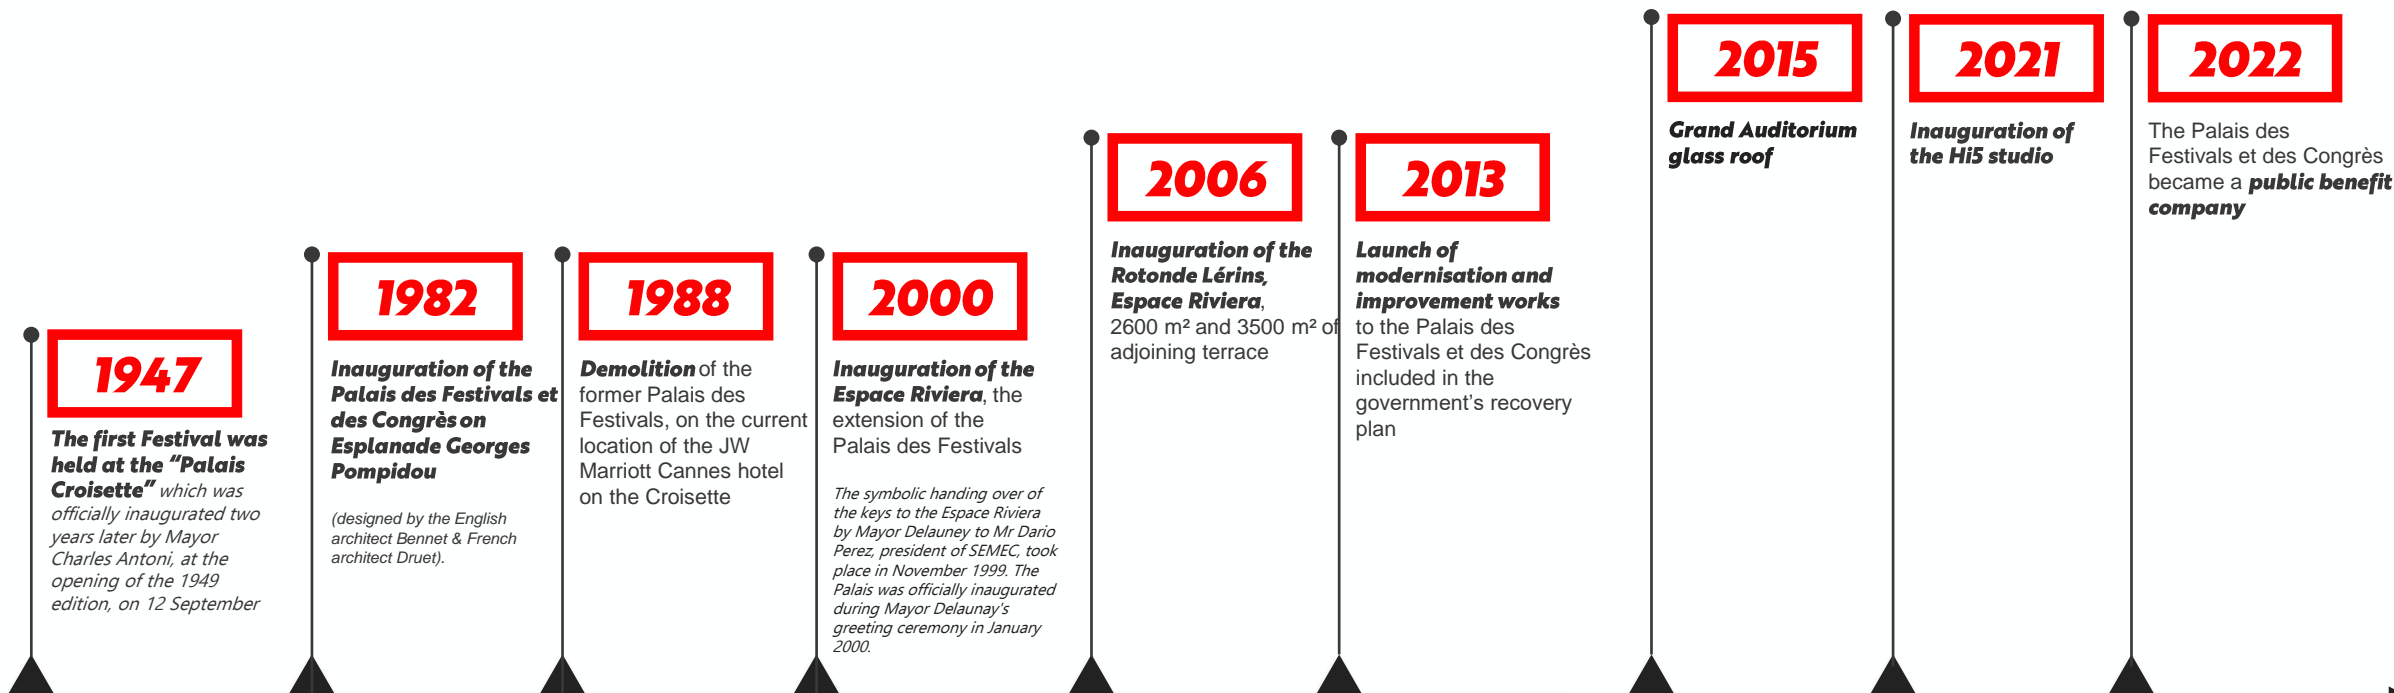 1947
The first Festival was
held at the “Palais
Croisette” which was
officially inaugurated two
years later by Mayor
Charles Antoni, at the
opening of the 1949
edition, on 12 September
1982
Inauguration of the
Palais des Festivals et
des Congrès on
Esplanade Georges
Pompidou
(designed by the English
architect Bennet & French
architect Druet).
1988
Demolition of the
former Palais des
Festivals, on the current
location of the JW
Marriott Cannes hotel
on the Croisette
2000
Inauguration of the
Espace Riviera, the
extension of the
Palais des Festivals
The symbolic handing over of
the keys to the Espace Riviera
by Mayor Delauney to Mr Dario
Perez, president of SEMEC, took
place in November 1999. The
Palais was officially inaugurated
during Mayor Delaunay's
greeting ceremony in January
2000.
2006
Inauguration of the
Rotonde Lérins,
Espace Riviera,
2600 m² and 3500 m² of
adjoining terrace
2013
Launch of
modernisation and
improvement works
to the Palais des
Festivals et des Congrès
included in the
government’s recovery
plan
2015
Grand Auditorium
glass roof
2021
Inauguration of
the Hi5 studio
2022
The Palais des
Festivals et des Congrès
became a public benefit
company